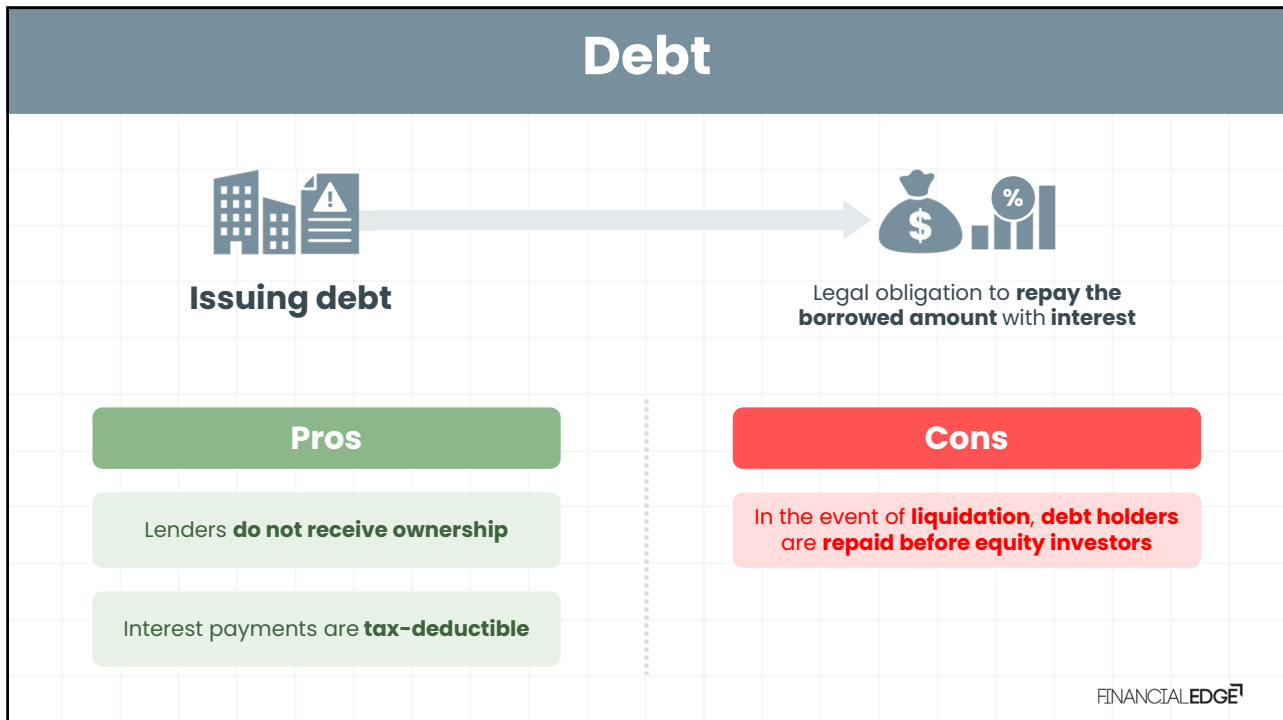 Debt
$
%
Issuing debt
Legal obligation to repay the
borrowed amount with interest
Pros
Lenders do not receive ownership
Interest payments are tax-deductible
Cons
In the event of liquidation, debt holders
are repaid before equity investors
FINANCIALEDGE